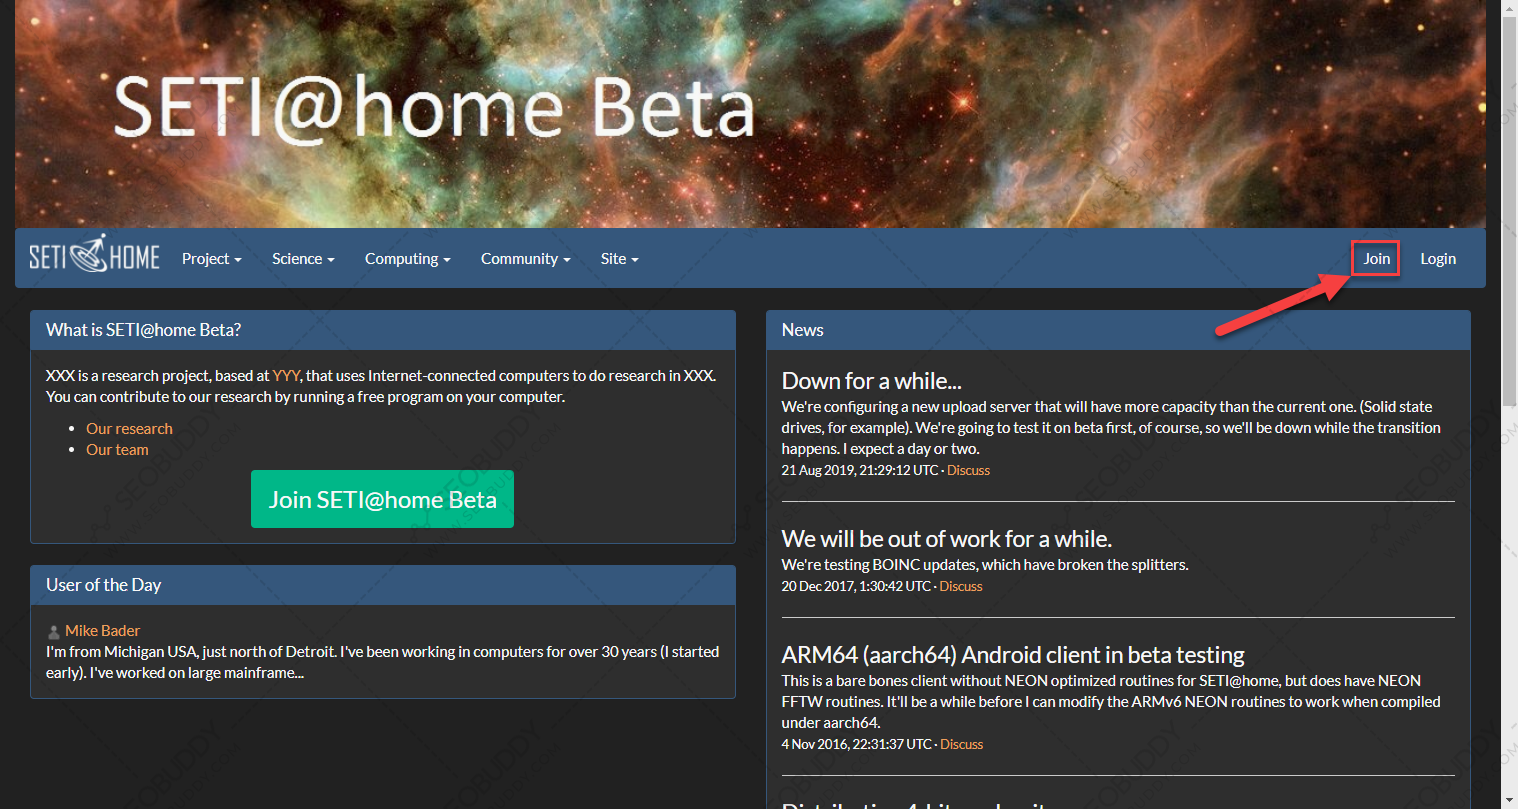 SETI@home Beta
SETI HOME
Project
Science
Computing
Community
Site
Join
Login
What is SETI@home Beta?
XXX is a research project, based at YYY, that uses Internet-connected computers to do research in XXX.
You can contribute to our research by running a free program on your computer.
Our research
Our team
Join SETI@home Beta
User of the Day
Mike Bader
I'm from Michigan USA, just north of Detroit. I've been working in computers for over 30 years (I started
early). I've worked on large mainframe...
News
Down for a while...
We're configuring a new upload server that will have more capacity than the current one. (Solid state
drives, for example). We're going to test it on beta first, of course, so we'll be down while the transition
happens. I expect a day or two.
21 Aug 2019, 21:29:12 UTC · Discuss
We will be out of work for a while.
We're testing BOINC updates, which have broken the splitters.
20 Dec 2017, 1:30:42 UTC · Discuss
ARM64 (aarch64) Android client in beta testing
This is a bare bones client without NEON optimized routines for SETI@home, but does have NEON
FFTW routines. It'll be a while before I can modify the ARMv6 NEON routines to work when compiled
under aarch64.
4 Nov 2016, 22:31:37 UTC · Discuss
SEOBUDDY
WWW.SEOBUDDY.COM